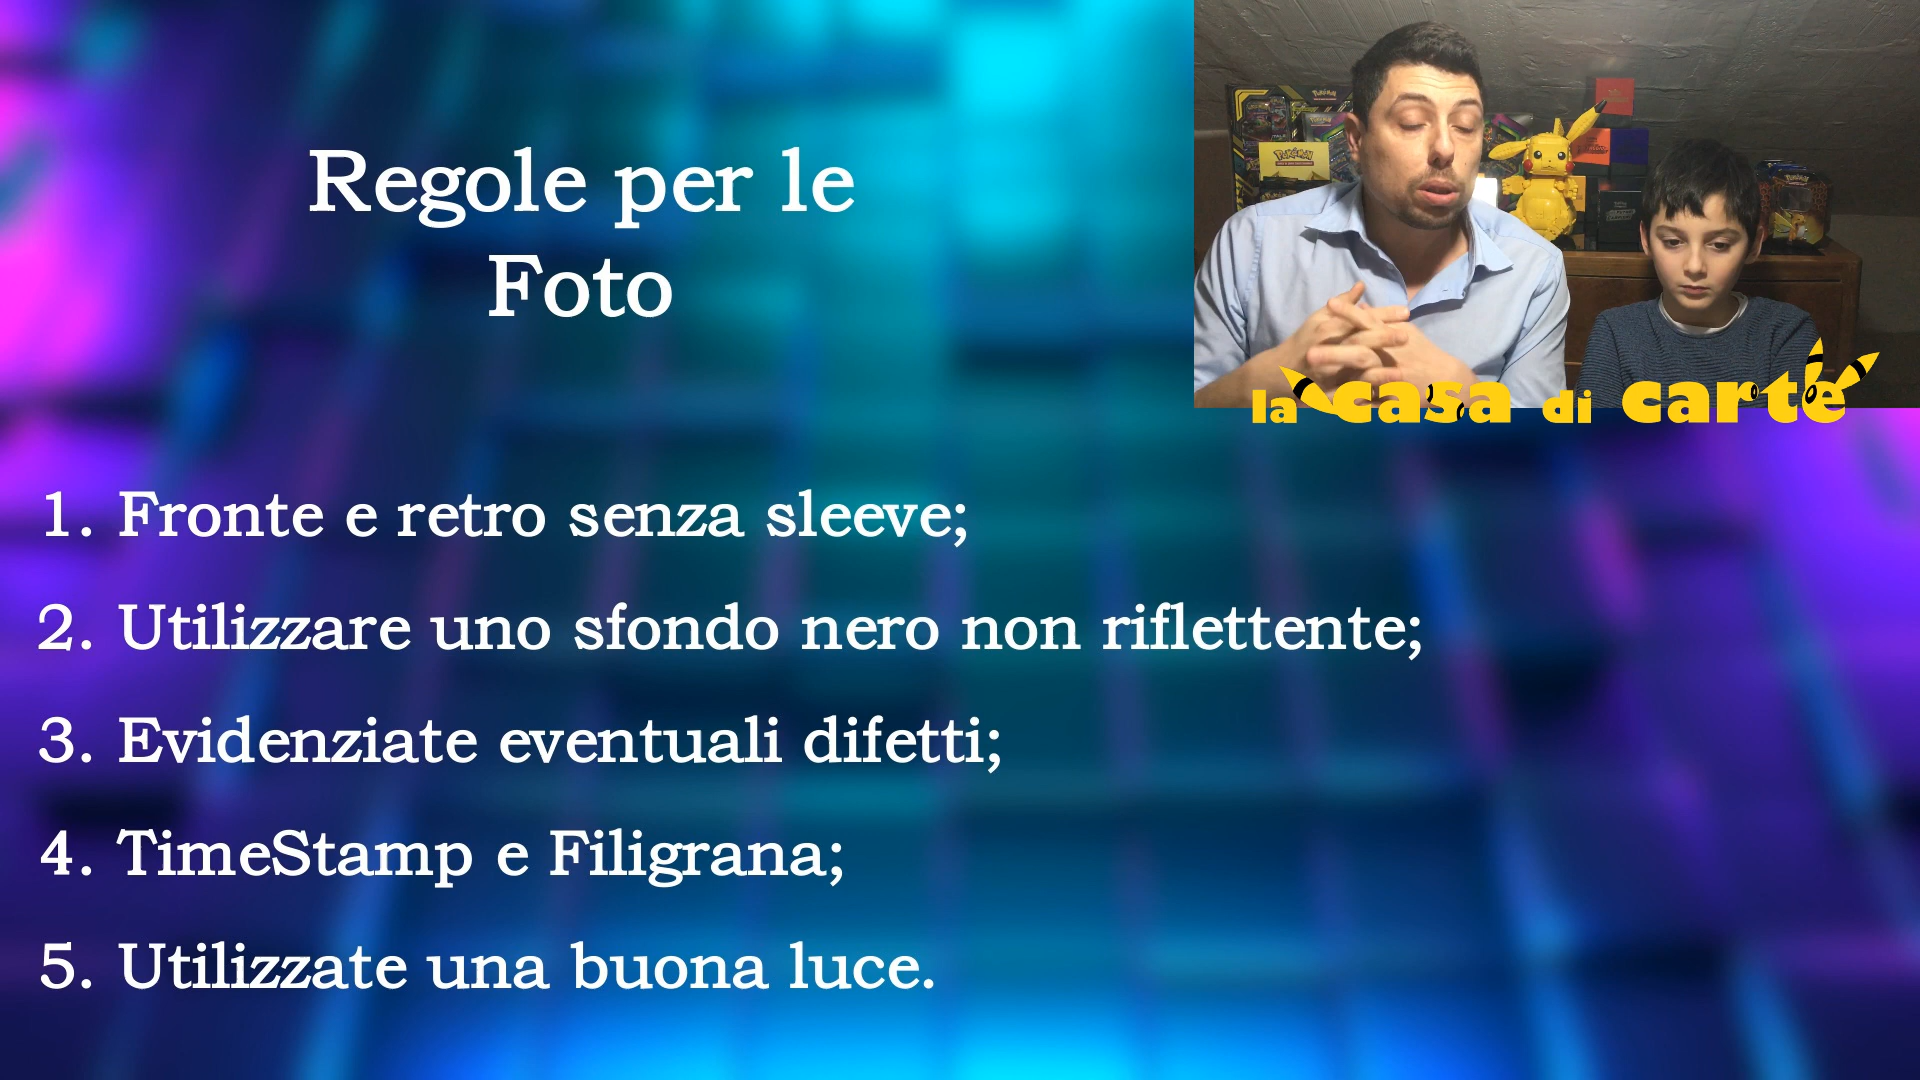 Regole per le
Foto
POKÉMON
la casa di carte
1. Fronte e retro senza sleeve;
2. Utilizzare uno sfondo nero non riflettente;
3. Evidenziate eventuali difetti;
4. TimeStamp e Filigrana;
5. Utilizzate una buona luce.